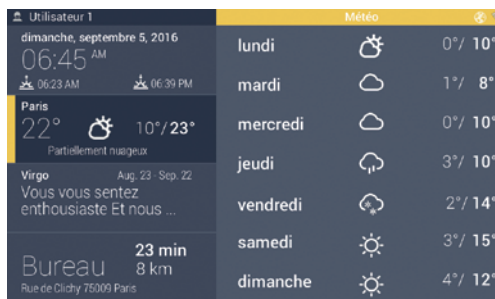 Utilisateur 1
Météo
dimanche, septembre 5, 2016
06:45 AM
06:23 AM 06:39 PM
Paris
22° 10°/23°
Partiellement nuageux
Virgo Aug. 23 - Sep. 22
Vous vous sentez
enthousiaste Et nous ...
23 min
Bureau 8 km
Rue de Clichy 75009 Paris
lundi 0°/ 10°
mardi 1°/ 8°
mercredi 0°/ 10°
jeudi 3°/ 10°
vendredi 2°/ 14°
samedi 3°/ 15°
dimanche 4°/ 12°